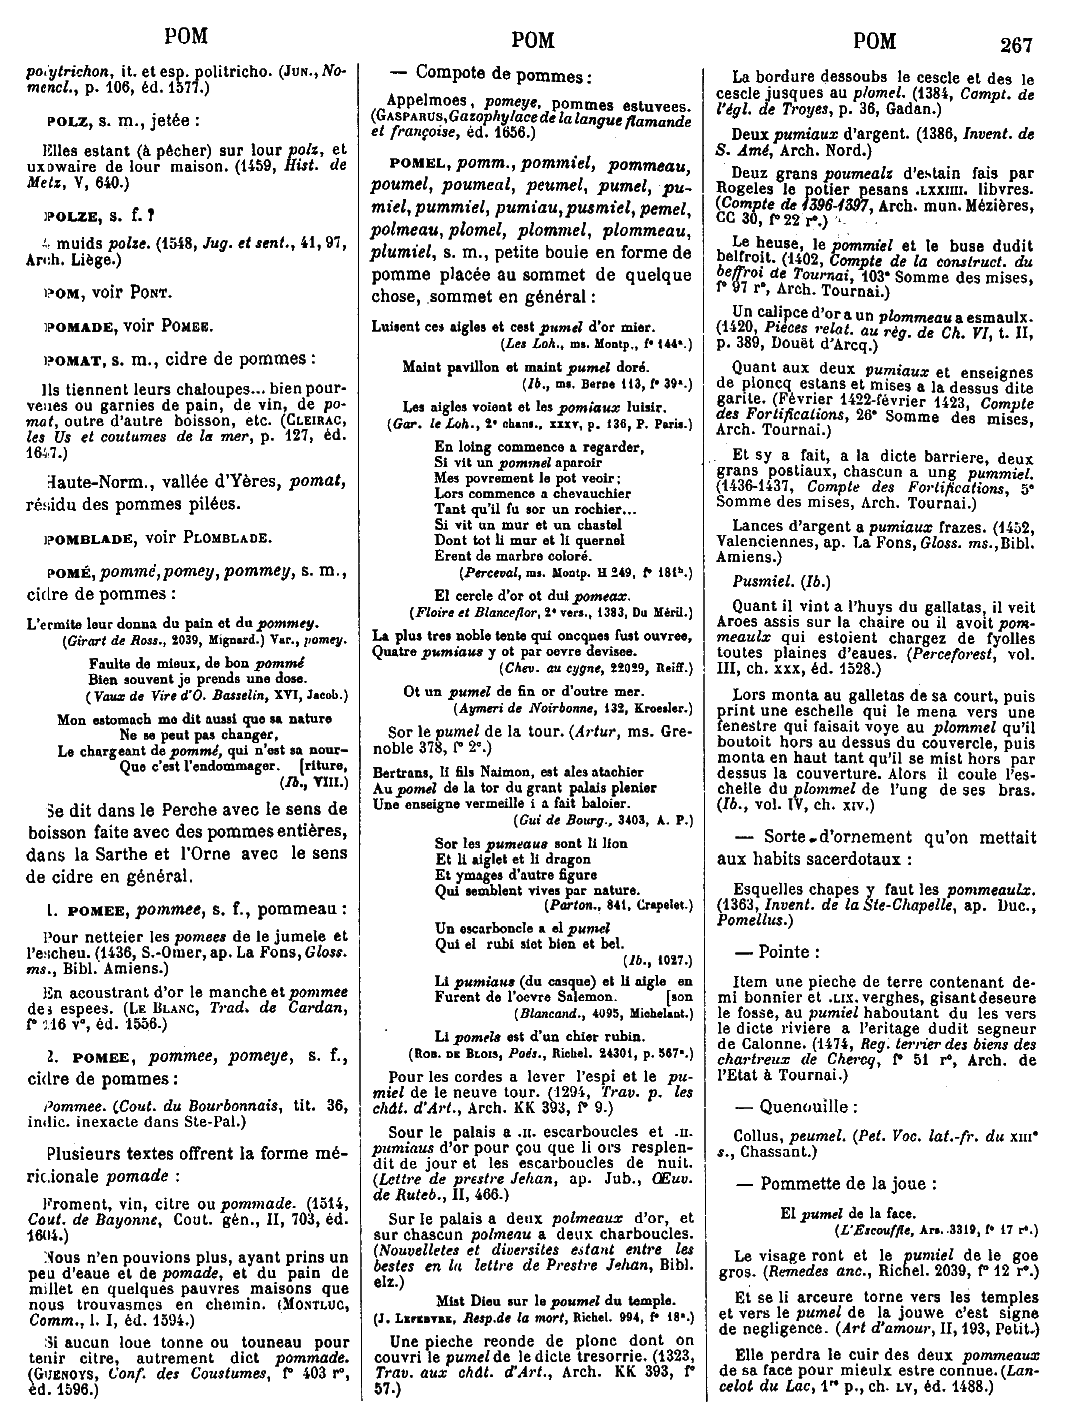 POM
polytrichon, it. et esp. politricho. (JUN., No-
mencl., p. 106, éd. 1577.)
POLZ, s. m., jetée :
Elles estant (à pêcher) sur lour polz, et
uxowaire de lour maison. (1459, Hist. de
Metz, V, 640.)
POLZE, s. f. ?
4 muids polze. (1548, Jug. et sent., 41, 97,
Arch. Liège.)
POM, voir PONT.
POMADE, voir POMEE.
POMAT, s. m., cidre de pommes :
Ils tiennent leurs chaloupes... bien pour-
veues ou garnies de pain, de vin, de po-
mat, outre d'autre boisson, etc. (CLEIRAC,
les Us et coutumes de la mer, p. 127, éd.
1647.)
Haute-Norm., vallée d'Yères, pomat,
résidu des pommes pilées.
POMBLADE, voir PLOMBLADE.
POMÉ, pommé, pomey, pommey, s. m.,
cidre de pommes :
L'ermite leur donna du pain et du pommey.
(Girart de Ross., 2039, Mignard.) Var., pomey.
Faulte de mieux, de bon pommé
Bien souvent je prends une dose.
(Vaux de Vire d'O. Basselin, XVI, Jacob.)
Mon estomach me dit aussi que sa nature
Ne se peut pas changer,
Le chargeant de pommé, qui n'est sa nour-
Que c'est l'endommager. [riture,
(Ib., VIII.)
Se dit dans le Perche avec le sens de
boisson faite avec des pommes entières,
dans la Sarthe et l'Orne avec le sens
de cidre en général.
1. POMEE, pommee, s. f., pommeau :
Pour netteier les pomees de le jumele et
l'escheu. (1436, S.-Omer, ap. La Fons, Gloss.
ms., Bibl. Amiens.)
En acoustrant d'or le manche et pommee
des espees. (LE BLANC, Trad. de Cardan,
f° 216 v°, éd. 1556.)
2. POMEE, pommee, pomeye, s. f.,
cidre de pommes :
Pommee. (Cout. du Bourbonnais, tit. 36,
indic. inexacte dans Ste-Pal.)
Plusieurs textes offrent la forme mé-
ridionale pomade :
Froment, vin, citre ou pommade. (1514,
Cout. de Bayonne, Cout. gén., II, 703, éd.
1604.)
Nous n'en pouvions plus, ayant prins un
peu d'eaue et de pomade, et du pain de
millet en quelques pauvres maisons que
nous trouvasmes en chemin. (MONTLUC,
Comm., l. I, éd. 1594.)
Si aucun loue tonne ou touneau pour
tenir citre, autrement dict pommade.
(GUENOYS, Conf. des Coustumes, f° 403 r°,
éd. 1596.)
POM
— Compote de pommes :
Appelmoes, pomeye, pommes estuvees.
(GASPARUS, Gazophylace de la langue flamande
et françoise, éd. 1656.)
POMEL, pomm., pommiel, pommeau,
poumel, poumeal, peumel, pumel, pu-
miel, pummiel, pumiau, pusmiel, pemel,
polmeau, plomel, plommel, plommeau,
plumiel, s. m., petite boule en forme de
pomme placée au sommet de quelque
chose, sommet en général :
Luisent ces aigles et cest pumel d'or mier.
(Les Loh., ms. Montp., f° 144ᵃ.)
Maint pavillon et maint pumel doré.
(Ib., ms. Berne 113, f° 39ᵃ.)
Les aigles voient et les pomiaux luisir.
(Gar. le Loh., 2ᵉ chans., XXXV, p. 136, P. Paris.)
En loing commence a regarder,
Si vit un pommel aparoir
Mes povrement le pot veoir ;
Lors commence a chevauchier
Tant qu'il fu sor un rochier...
Si vit un mur et un chastel
Dont tot li mur et li quernel
Erent de marbre coloré.
(Perceval, ms. Montp. H 249, f° 181ᵇ.)
El cercle d'or ot dui pomeax.
(Floire et Blanceflor, 2ᵉ vers., 1383, Du Méril.)
La plus tres noble tente qui oncques fust ouvree,
Quatre pumiaus y ot par oevre devisee.
(Chev. au cygne, 22029, Reiff.)
Ot un pumel de fin or d'outre mer.
(Aymeri de Noirbonne, 132, Kroesler.)
Sor le pumel de la tour. (Artur, ms. Gre-
noble 378, f° 2ᶜ.)
Bertrans, li fils Naimon, est ales atachier
Au pomel de la tor du grant palais plenier
Une enseigne vermeille i a fait baloier.
(Gui de Bourg., 3403, A. P.)
Sor les pumeaus sont li lion
Et li aiglet et li dragon
Et ymages d'autre figure
Qui semblent vives par nature.
(Parton., 841, Crapelet.)
Un escarboncle a el pumel
Qui el rubi siet bien et bel.
(Ib., 1027.)
Li pumiaus (du casque) et li aigle en
Furent de l'oevre Salemon. [son
(Blancand., 4095, Michelant.)
Li pomels est d'un chier rubin.
(ROB. DE BLOIS, Poés., Richel. 24301, p. 567ᵃ.)
Pour les cordes a lever l'espi et le pu-
miel de le neuve tour. (1294, Trav. p. les
chât. d'Art., Arch. KK 393, f° 9.)
Sour le palais a .II. escarboucles et .II.
pumiaus d'or pour çou que li ors resplen-
dit de jour et les escarboucles de nuit.
(Lettre de prestre Jehan, ap. Jub., Œuv.
de Ruteb., II, 466.)
Sur le palais a deux polmeaux d'or, et
sur chascun polmeau a deux charboucles.
(Nouvelletes et diversites estant entre les
bestes en la lettre de Prestre Jehan, Bibl.
elz.)
Mist Dieu sur le poumel du temple.
(J. LEFEBVRE, Resp. de la mort, Richel. 994, f° 18ᵃ.)
Une pieche reonde de plonc dont on
couvri le pumel de le dicte tresorrie. (1323,
Trav. aux chât. d'Art., Arch. KK 393, f°
57.)
POM 267
La bordure dessoubs le cescle et des le
cescle jusques au plomel. (1384, Compt. de
l'égl. de Troyes, p. 36, Gadan.)
Deux pumiaux d'argent. (1386, Invent. de
S. Amé, Arch. Nord.)
Deuz grans poumealz d'estain fais par
Rogeles le potier pesans .LXXIIII. libvres.
(Compte de 1396-1397, Arch. mun. Mézières,
CC 30, f° 22 r°.)
Le heuse, le pommiel et le buse dudit
belfroit. (1402, Compte de la construct. du
beffroi de Tournai, 103ᵉ Somme des mises,
f° 97 r°, Arch. Tournai.)
Un calipce d'or a un plommeau a esmaulx.
(1420, Pièces relat. au règ. de Ch. VI, t. II,
p. 389, Douët d'Arcq.)
Quant aux deux pumiaux et enseignes
de ploncq estans et mises a la dessus dite
garite. (Février 1422-février 1423, Compte
des Fortifications, 26ᵉ Somme des mises,
Arch. Tournai.)
Et sy a fait, a la dicte barriere, deux
grans postiaux, chascun a ung pummiel.
(1436-1437, Compte des Fortifications, 5ᵉ
Somme des mises, Arch. Tournai.)
Lances d'argent a pumiaux frazes. (1452,
Valenciennes, ap. La Fons, Gloss. ms., Bibl.
Amiens.)
Pusmiel. (Ib.)
Quant il vint a l'huys du gallatas, il veit
Aroes assis sur la chaire ou il avoit pom-
meaulx qui estoient chargez de fyolles
toutes plaines d'eaues. (Perceforest, vol.
III, ch. XXX, éd. 1528.)
Lors monta au galletas de sa court, puis
print une eschelle qui le mena vers une
fenestre qui faisait voye au plommel qu'il
boutoit hors au dessus du couvercle, puis
monta en haut tant qu'il se mist hors par
dessus la couverture. Alors il coule l'es-
chelle du plommel de l'ung de ses bras.
(Ib., vol. IV, ch. XIV.)
— Sorte d'ornement qu'on mettait
aux habits sacerdotaux :
Esquelles chapes y faut les pommeaulx.
(1363, Invent. de la Ste-Chapelle, ap. Duc.,
Pomellus.)
— Pointe :
Item une pieche de terre contenant de-
mi bonnier et .LIX. verghes, gisant deseure
le fosse, au pumiel haboutant du les vers
le dicte riviere a l'eritage dudit segneur
de Calonne. (1474, Reg. terrier des biens des
chartreux de Chercq, f° 51 r°, Arch. de
l'Etat à Tournai.)
— Quenouille :
Collus, peumel. (Pet. Voc. lat.-fr. du XIIIᵉ
s., Chassant.)
— Pommette de la joue :
El pumel de la face.
(L'Escouffle, Ars. 3319, f° 17 r°.)
Le visage ront et le pumiel de le goe
gros. (Remedes anc., Richel. 2039, f° 12 r°.)
Et se li arceure torne vers les temples
et vers le pumel de la jouwe c'est signe
de negligence. (Art d'amour, II, 193, Petit.)
Elle perdra le cuir des deux pommeaux
de sa face pour mieulx estre connue. (Lan-
celot du Lac, 1ʳᵉ p., ch. LV, éd. 1488.)